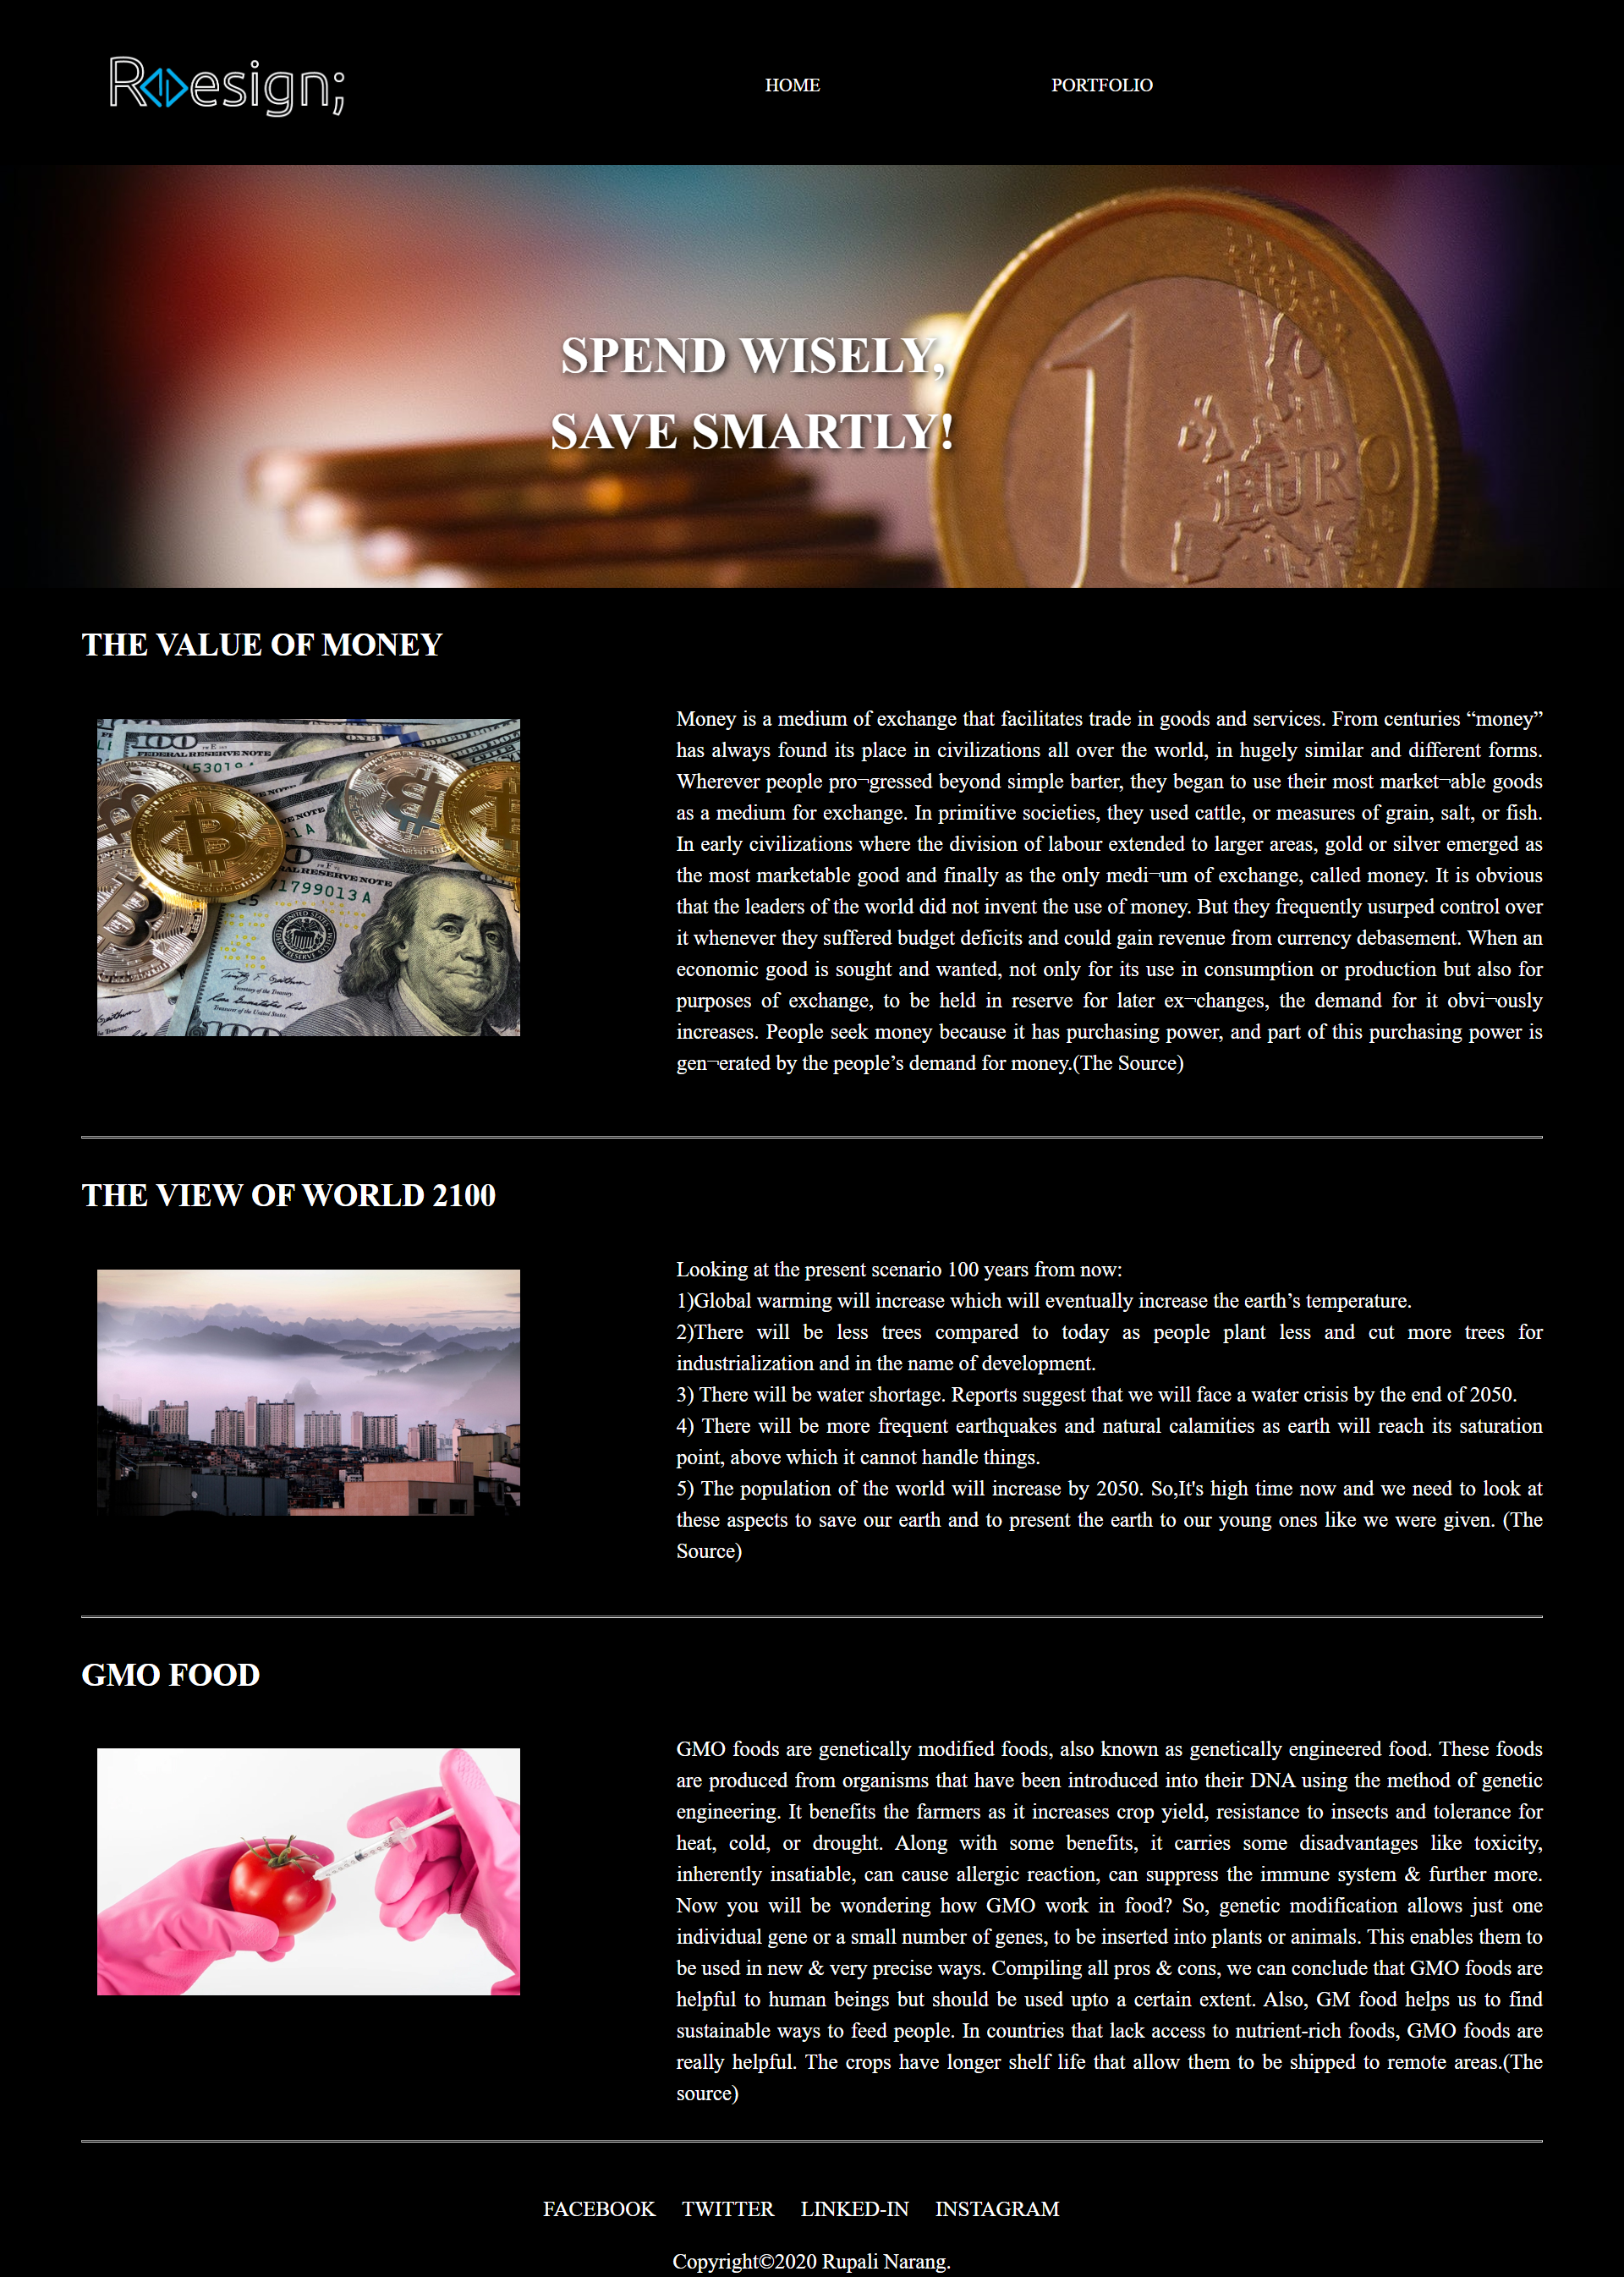 R<|>esign;
HOME PORTFOLIO
SPEND WISELY,
SAVE SMARTLY!
1
EURO
THE VALUE OF MONEY
100
FEDERAL RESERVE NOTE
45301
1799013 A
Money is a medium of exchange that facilitates trade in goods and services. From centuries “money”
has always found its place in civilizations all over the world, in hugely similar and different forms.
Wherever people pro¬gressed beyond simple barter, they began to use their most market¬able goods
as a medium for exchange. In primitive societies, they used cattle, or measures of grain, salt, or fish.
In early civilizations where the division of labour extended to larger areas, gold or silver emerged as
the most marketable good and finally as the only medi¬um of exchange, called money. It is obvious
that the leaders of the world did not invent the use of money. But they frequently usurped control over
it whenever they suffered budget deficits and could gain revenue from currency debasement. When an
economic good is sought and wanted, not only for its use in consumption or production but also for
purposes of exchange, to be held in reserve for later ex¬changes, the demand for it obvi¬ously
increases. People seek money because it has purchasing power, and part of this purchasing power is
gen¬erated by the people’s demand for money.(The Source)
THE VIEW OF WORLD 2100
Looking at the present scenario 100 years from now:
1)Global warming will increase which will eventually increase the earth’s temperature.
2)There will be less trees compared to today as people plant less and cut more trees for
industrialization and in the name of development.
3) There will be water shortage. Reports suggest that we will face a water crisis by the end of 2050.
4) There will be more frequent earthquakes and natural calamities as earth will reach its saturation
point, above which it cannot handle things.
5) The population of the world will increase by 2050. So,It's high time now and we need to look at
these aspects to save our earth and to present the earth to our young ones like we were given. (The
Source)
GMO FOOD
GMO foods are genetically modified foods, also known as genetically engineered food. These foods
are produced from organisms that have been introduced into their DNA using the method of genetic
engineering. It benefits the farmers as it increases crop yield, resistance to insects and tolerance for
heat, cold, or drought. Along with some benefits, it carries some disadvantages like toxicity,
inherently insatiable, can cause allergic reaction, can suppress the immune system & further more.
Now you will be wondering how GMO work in food? So, genetic modification allows just one
individual gene or a small number of genes, to be inserted into plants or animals. This enables them to
be used in new & very precise ways. Compiling all pros & cons, we can conclude that GMO foods are
helpful to human beings but should be used upto a certain extent. Also, GM food helps us to find
sustainable ways to feed people. In countries that lack access to nutrient-rich foods, GMO foods are
really helpful. The crops have longer shelf life that allow them to be shipped to remote areas.(The
source)
FACEBOOK TWITTER LINKED-IN INSTAGRAM
Copyright©2020 Rupali Narang.